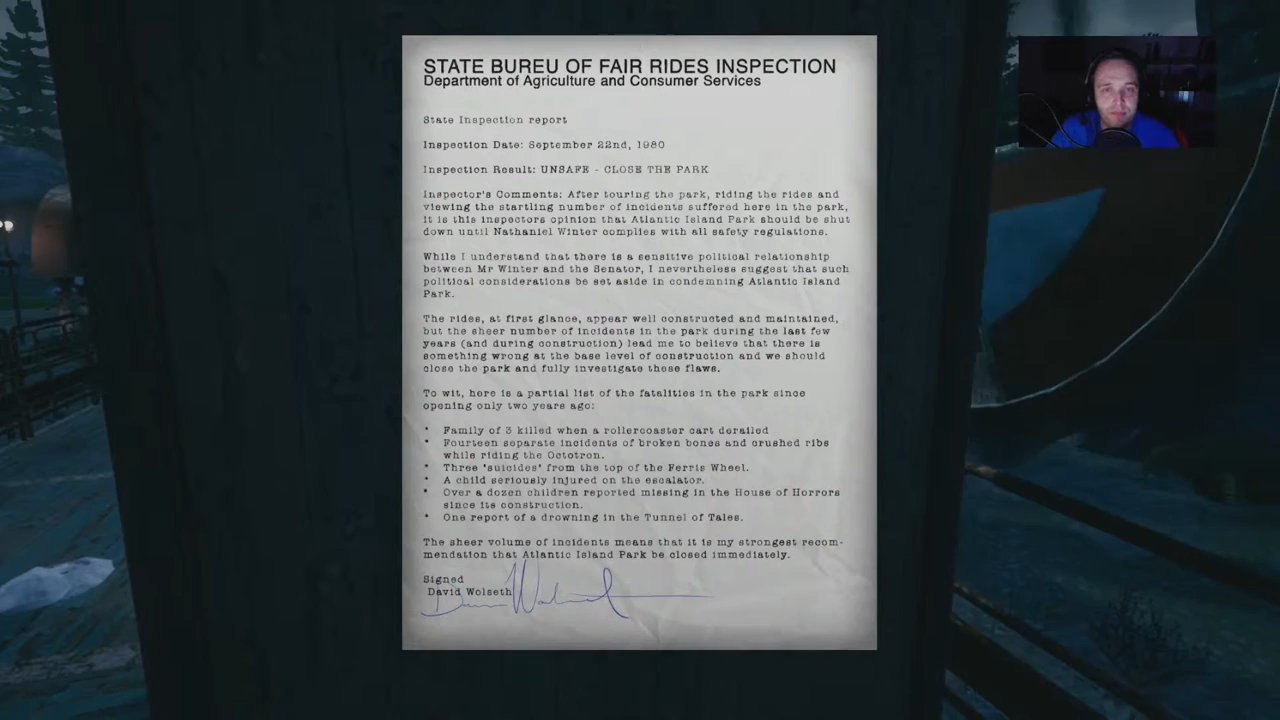 STATE BUREU OF FAIR RIDES INSPECTION
Department of Agriculture and Consumer Services
State Inspection report
Inspection Date: September 22nd, 1980
Inspection Result: UNSAFE - CLOSE THE PARK
Inspector's Comments: After touring the park, riding the rides and
viewing the startling number of incidents suffered here in the park,
it is this inspectors opinion that Atlantic Island Park should be shut
down until Nathaniel Winter complies with all safety regulations.
While I understand that there is a sensitive political relationship
between Mr Winter and the Senator, I nevertheless suggest that such
political considerations be set aside in condemning Atlantic Island
Park.
The rides, at first glance, appear well constructed and maintained,
but the sheer number of incidents in the park during the last few
years (and during construction) lead me to believe that there is
something wrong at the base level of construction and we should
close the park and fully investigate these flaws.
To wit, here is a partial list of the fatalities in the park since
opening only two years ago:
* Family of 3 killed when a rollercoaster cart derailed
* Fourteen separate incidents of broken bones and crushed ribs
while riding the Octotron.
* Three 'suicides' from the top of the Ferris Wheel.
* A child seriously injured on the escalator.
* Over a dozen children reported missing in the House of Horrors
since its construction.
* One report of a drowning in the Tunnel of Tales.
The sheer volume of incidents means that it is my strongest recom-
mendation that Atlantic Island Park be closed immediately.
Signed
David Wolseth